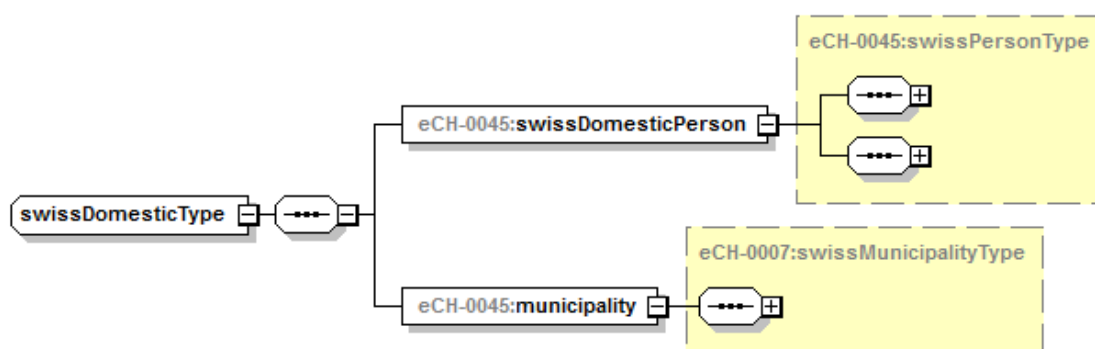 eCH-0045:swissPersonType
eCH-0045:swissDomesticPerson
swissDomesticType
eCH-0007:swissMunicipalityType
eCH-0045:municipality